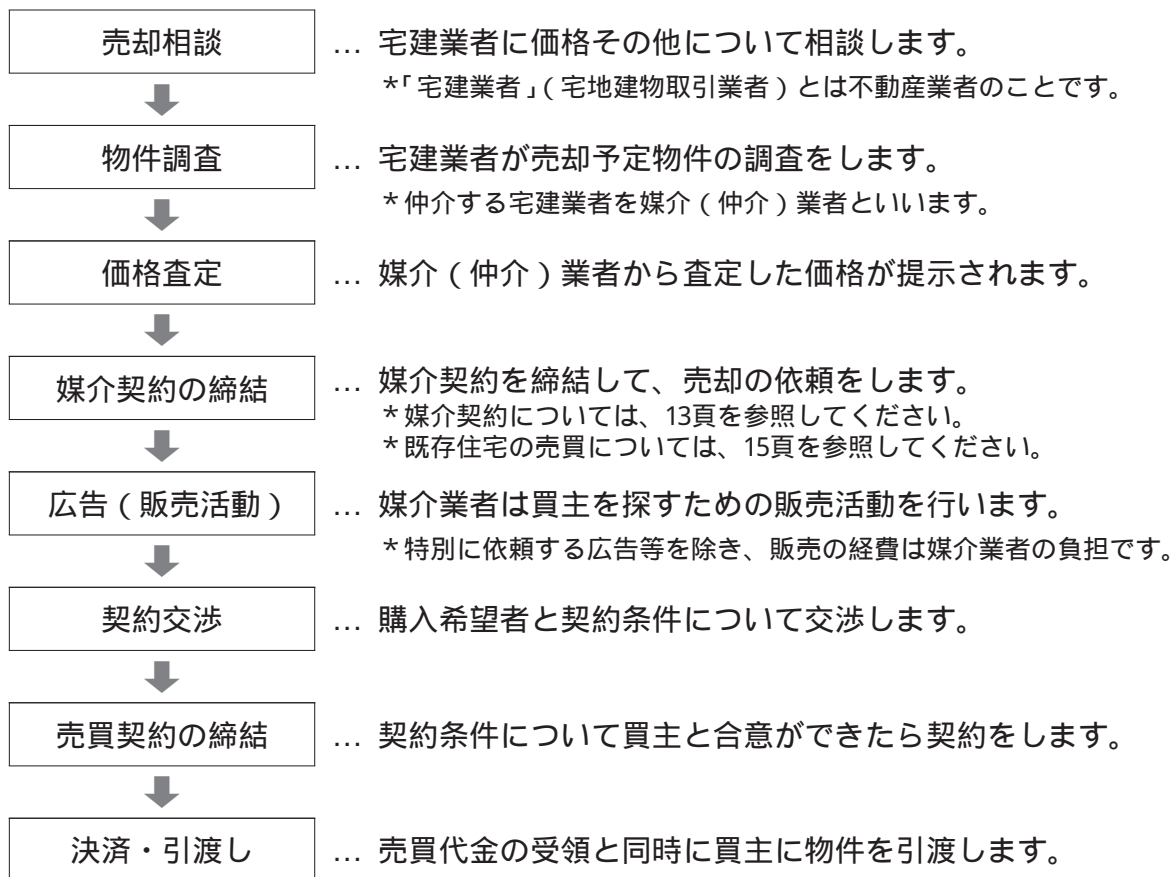 売却相談 … 宅建業者に価格その他について相談します。
*「宅建業者」(宅地建物取引業者)とは不動産業者のことです。
物件調査 … 宅建業者が売却予定物件の調査をします。
*仲介する宅建業者を媒介(仲介)業者といいます。
価格査定 … 媒介(仲介)業者から査定した価格が提示されます。
媒介契約の締結 … 媒介契約を締結して、売却の依頼をします。
*媒介契約については、13頁を参照してください。
*既存住宅の売買については、15頁を参照してください。
広告(販売活動) … 媒介業者は買主を探すための販売活動を行います。
*特別に依頼する広告等を除き、販売の経費は媒介業者の負担です。
契約交渉 … 購入希望者と契約条件について交渉します。
売買契約の締結 … 契約条件について買主と合意ができたら契約をします。
決済・引渡し … 売買代金の受領と同時に買主に物件を引渡します。